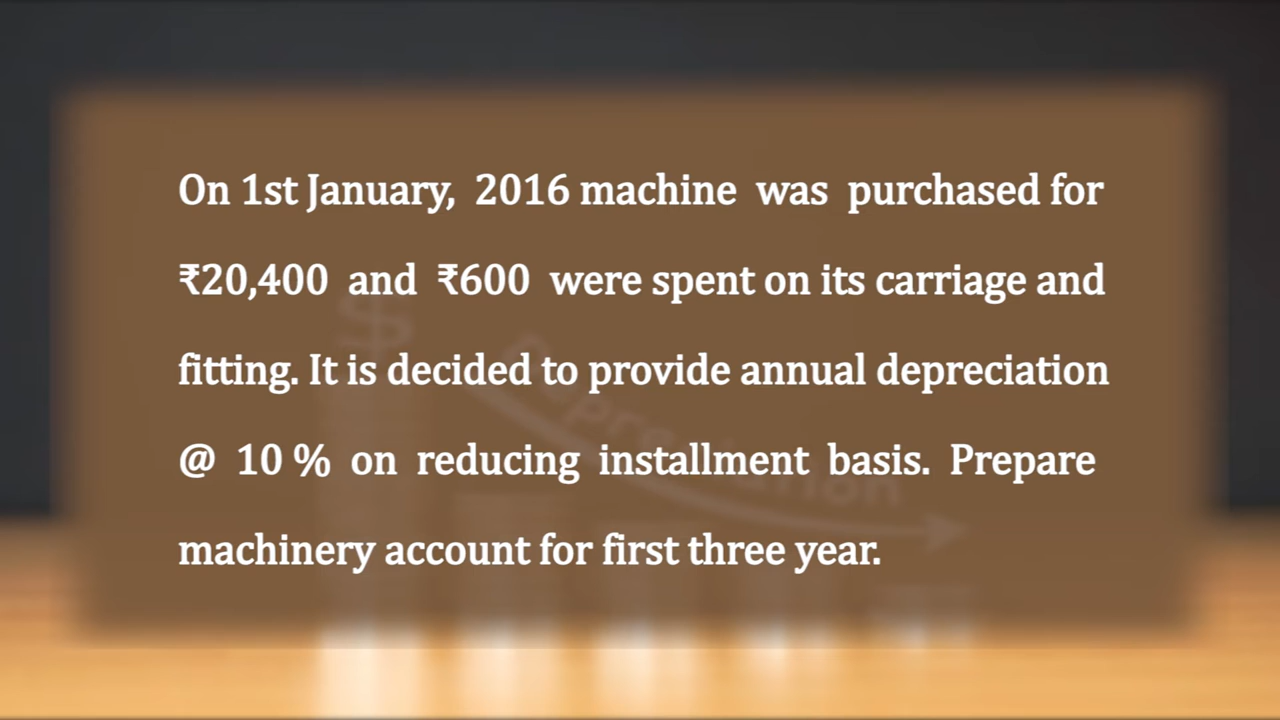 On 1st January, 2016 machine was purchased for
₹20,400 and ₹600 were spent on its carriage and
fitting. It is decided to provide annual depreciation
@ 10 % on reducing installment basis. Prepare
machinery account for first three year.
$
Depreciation